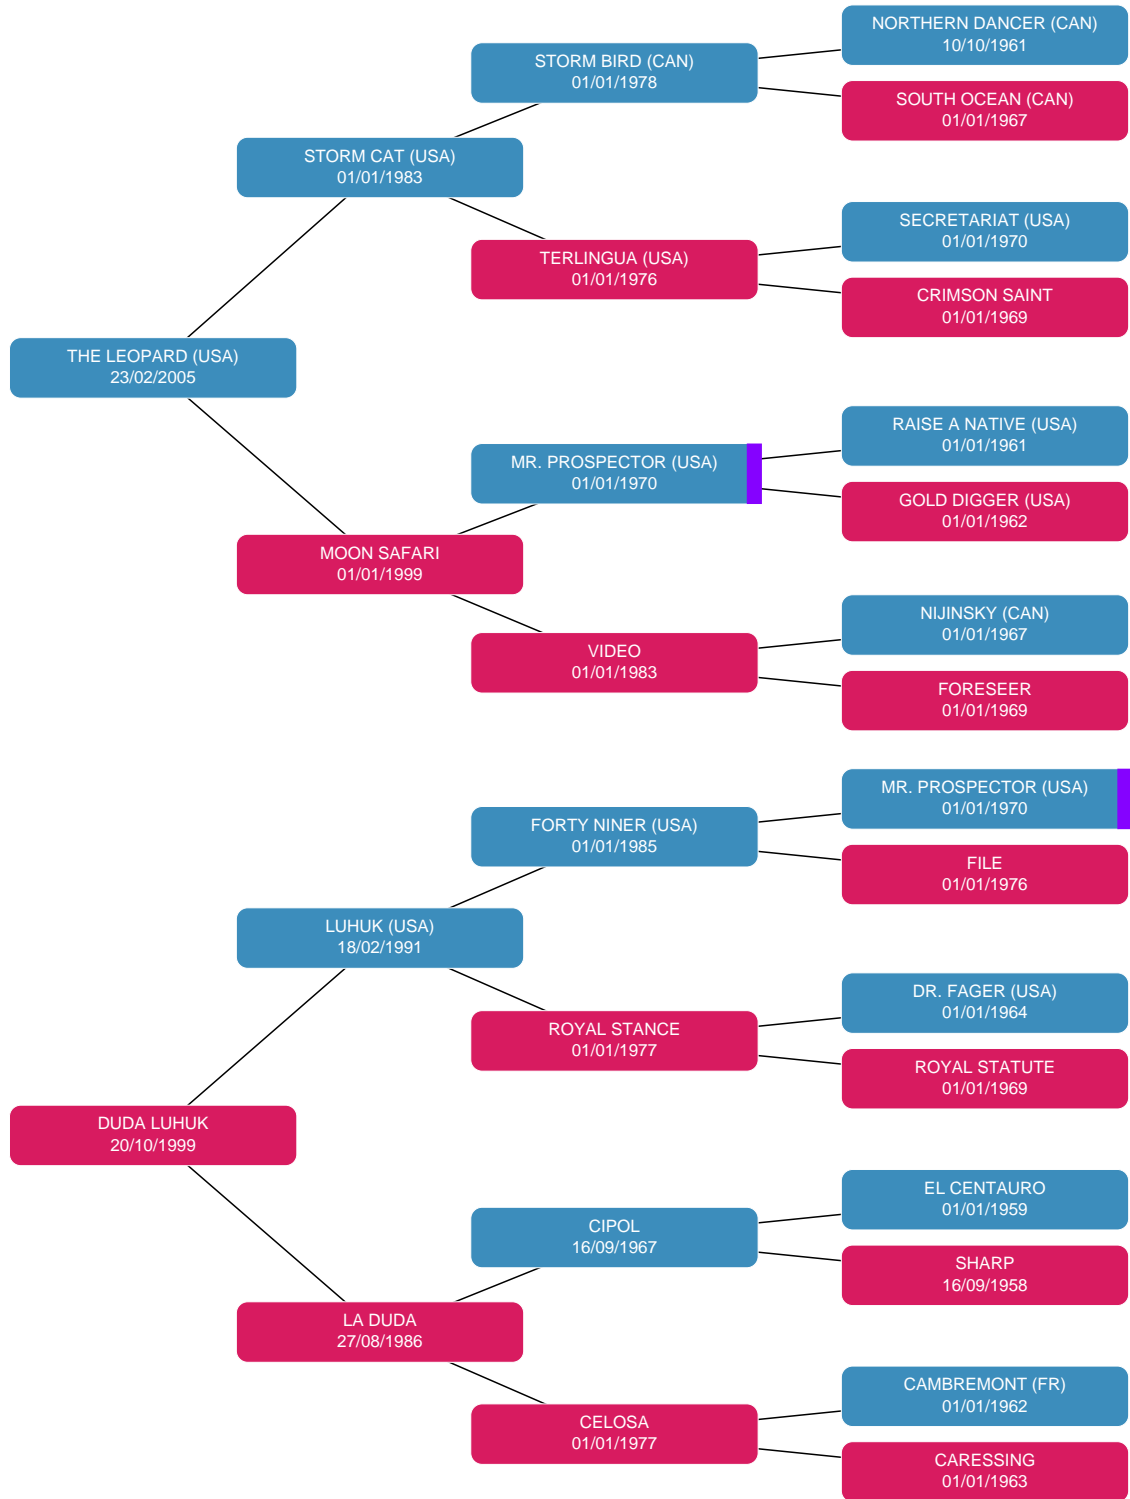 NORTHERN DANCER (CAN)
10/10/1961
STORM BIRD (CAN)
01/01/1978
SOUTH OCEAN (CAN)
01/01/1967
STORM CAT (USA)
01/01/1983
SECRETARIAT (USA)
01/01/1970
TERLINGUA (USA)
01/01/1976
CRIMSON SAINT
01/01/1969
THE LEOPARD (USA)
23/02/2005
RAISE A NATIVE (USA)
01/01/1961
MR. PROSPECTOR (USA)
01/01/1970
GOLD DIGGER (USA)
01/01/1962
MOON SAFARI
01/01/1999
NIJINSKY (CAN)
01/01/1967
VIDEO
01/01/1983
FORESEER
01/01/1969
MR. PROSPECTOR (USA)
01/01/1970
FORTY NINER (USA)
01/01/1985
FILE
01/01/1976
LUHUK (USA)
18/02/1991
DR. FAGER (USA)
01/01/1964
ROYAL STANCE
01/01/1977
ROYAL STATUTE
01/01/1969
DUDA LUHUK
20/10/1999
EL CENTAURO
01/01/1959
CIPOL
16/09/1967
SHARP
16/09/1958
LA DUDA
27/08/1986
CAMBREMONT (FR)
01/01/1962
CELOSA
01/01/1977
CARESSING
01/01/1963